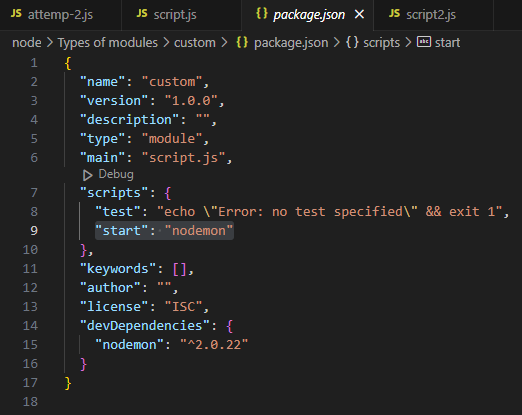 JS attemp-2.js JS script.js {} package.json × JS script2.js
node > Types of modules > custom > {} package.json > {} scripts > abc start
1 {
2 "name": "custom",
3 "version": "1.0.0",
4 "description": "",
5 "type": "module",
6 "main": "script.js",
Debug
7 "scripts": {
8 "test": "echo \"Error: no test specified\" && exit 1",
9 "start": "nodemon"
10 },
11 "keywords": [],
12 "author": "",
13 "license": "ISC",
14 "devDependencies": {
15 "nodemon": "^2.0.22"
16 }
17 }
18